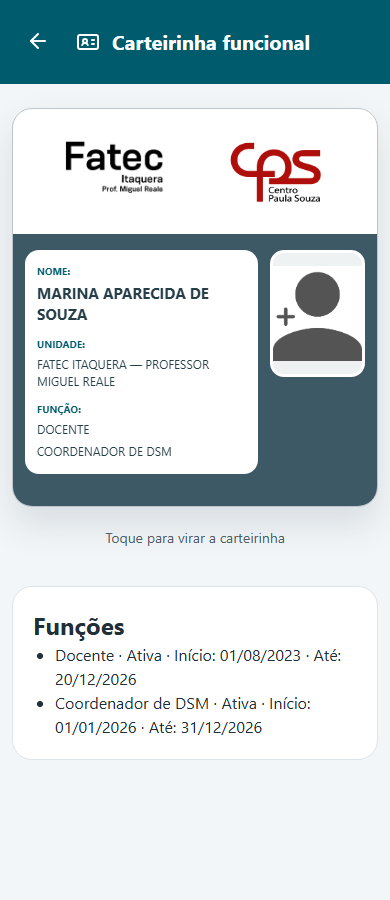 Carteirinha funcional
Fatec
Itaquera
Prof. Miguel Reale
cps
Centro
Paula Souza
NOME:
MARINA APARECIDA DE
SOUZA
UNIDADE:
FATEC ITAQUERA — PROFESSOR
MIGUEL REALE
FUNÇÃO:
DOCENTE
COORDENADOR DE DSM
Toque para virar a carteirinha
Funções
• Docente · Ativa · Início: 01/08/2023 · Até:
20/12/2026
• Coordenador de DSM · Ativa · Início:
01/01/2026 · Até: 31/12/2026